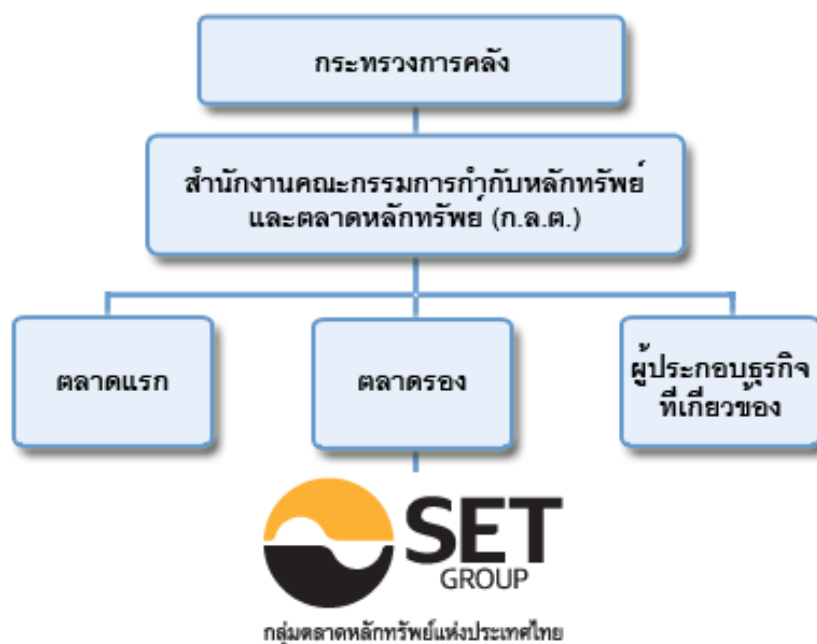 กระทรวงการคลัง
สำนักงานคณะกรรมการกำกับหลักทรัพย์
และตลาดหลักทรัพย์ (ก.ล.ต.)
ตลาดแรก
ตลาดรอง
ผู้ประกอบธุรกิจ
ที่เกี่ยวข้อง
SET
GROUP
กลุ่มตลาดหลักทรัพย์แห่งประเทศไทย